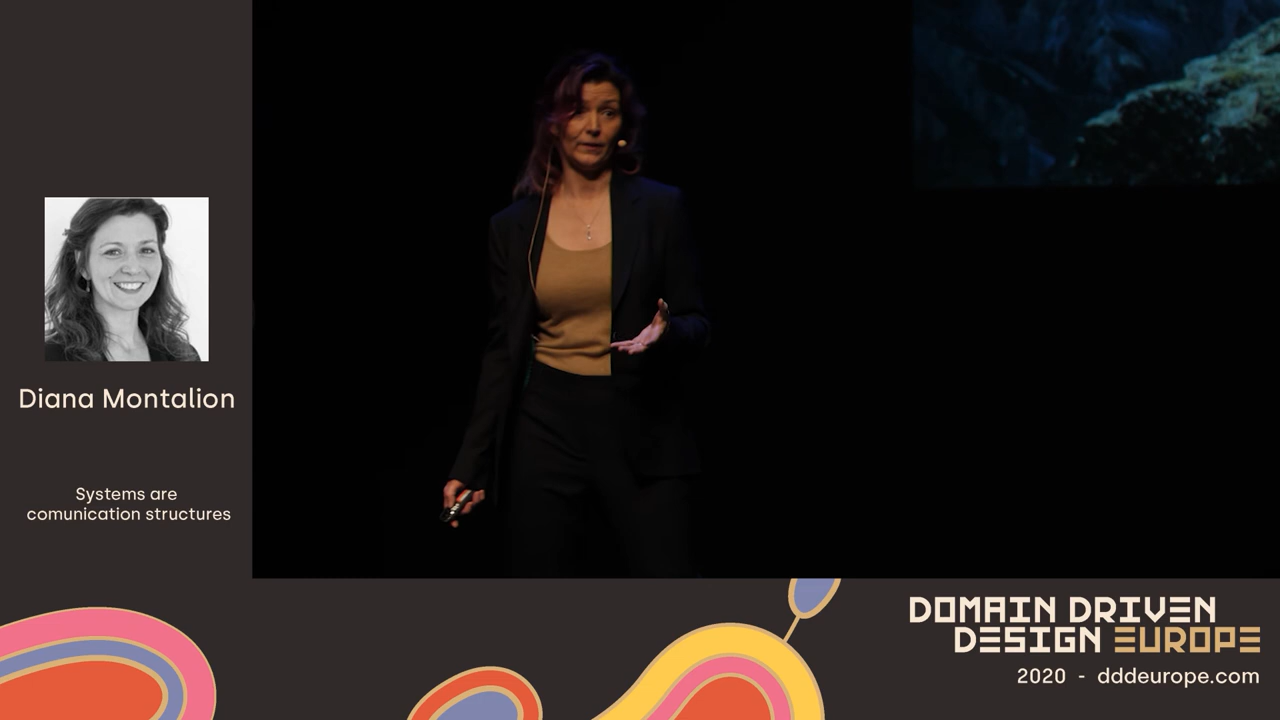 Diana Montalion
Systems are
comunication structures
DOMAIN DRIVEN
DESIGN EUROPE
2020 - dddeurope.com